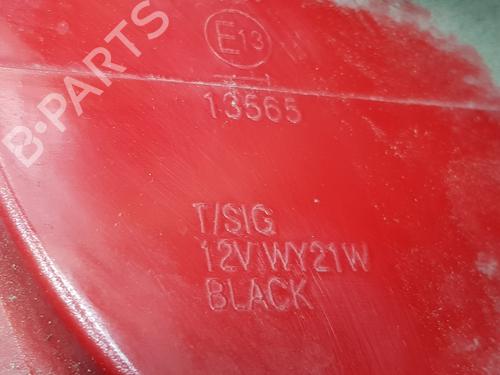 B-PARTS
E13
13565
T/SIG
12V WY21W
BLACK